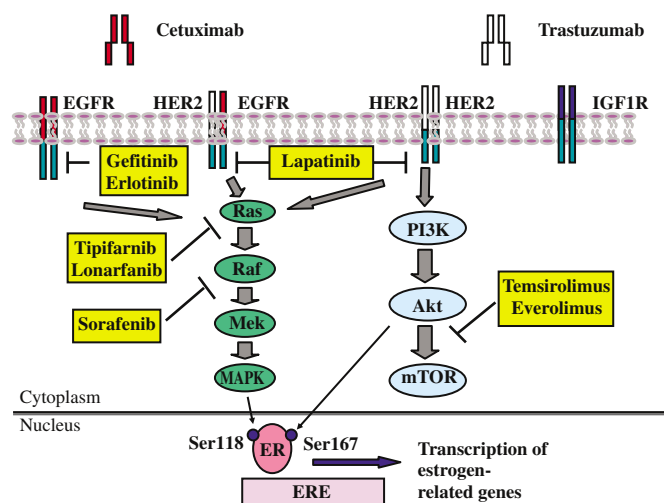 Cetuximab
Trastuzumab
EGFR
HER2
EGFR
HER2
HER2
IGF1R
Gefitinib
Erlotinib
Lapatinib
Ras
PI3K
Tipifarnib
Lonarfanib
Raf
Temsirolimus
Everolimus
Akt
Sorafenib
Mek
MAPK
mTOR
Cytoplasm
Nucleus
Ser118
ER
Ser167
Transcription of
estrogen-
related genes
ERE